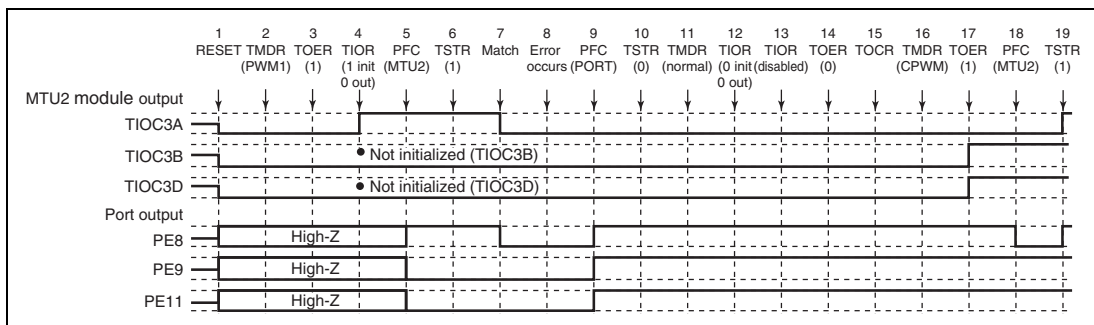 1 2 3 4 5 6 7 8 9 10 11 12 13 14 15 16 17 18 19
RESET TMDR TOER TIOR PFC TSTR Match Error PFC TSTR TMDR TIOR TIOR TOER TOCR TMDR TOER PFC TSTR
(PWM1) (1) (1 init (MTU2) (1) occurs (PORT) (0) (normal) (0 init (disabled) (0) (CPWM) (1) (MTU2) (1)
0 out) 0 out)
MTU2 module output
TIOC3A
TIOC3B • Not initialized (TIOC3B)
TIOC3D • Not initialized (TIOC3D)
Port output
PE8 High-Z
PE9 High-Z
PE11 High-Z